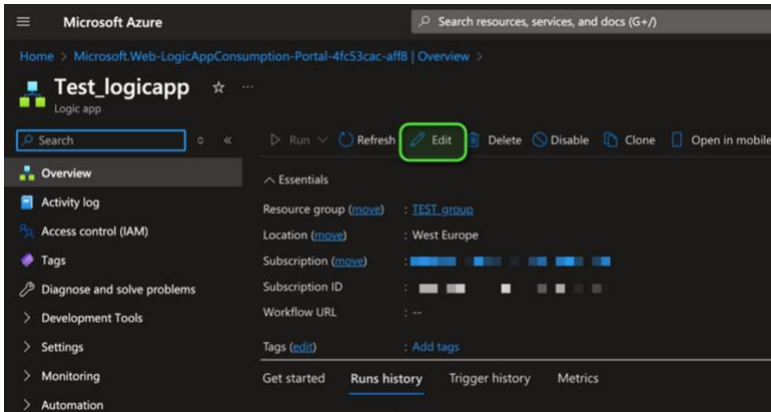 Microsoft Azure
Search resources, services, and docs (G+/)
Home > Microsoft.Web-LogicAppConsumption-Portal-4fc53cac-aff8 | Overview >
Test_logicapp
Logic app
Search
Run
Refresh
Edit
Delete
Disable
Clone
Open in mobile
Overview
Activity log
Access control (IAM)
Tags
Diagnose and solve problems
Development Tools
Settings
Monitoring
Automation
Essentials
Resource group (move) : TEST_group
Location (move) : West Europe
Subscription (move) :
Subscription ID :
Workflow URL : --
Tags (edit) : Add tags
Get started
Runs history
Trigger history
Metrics